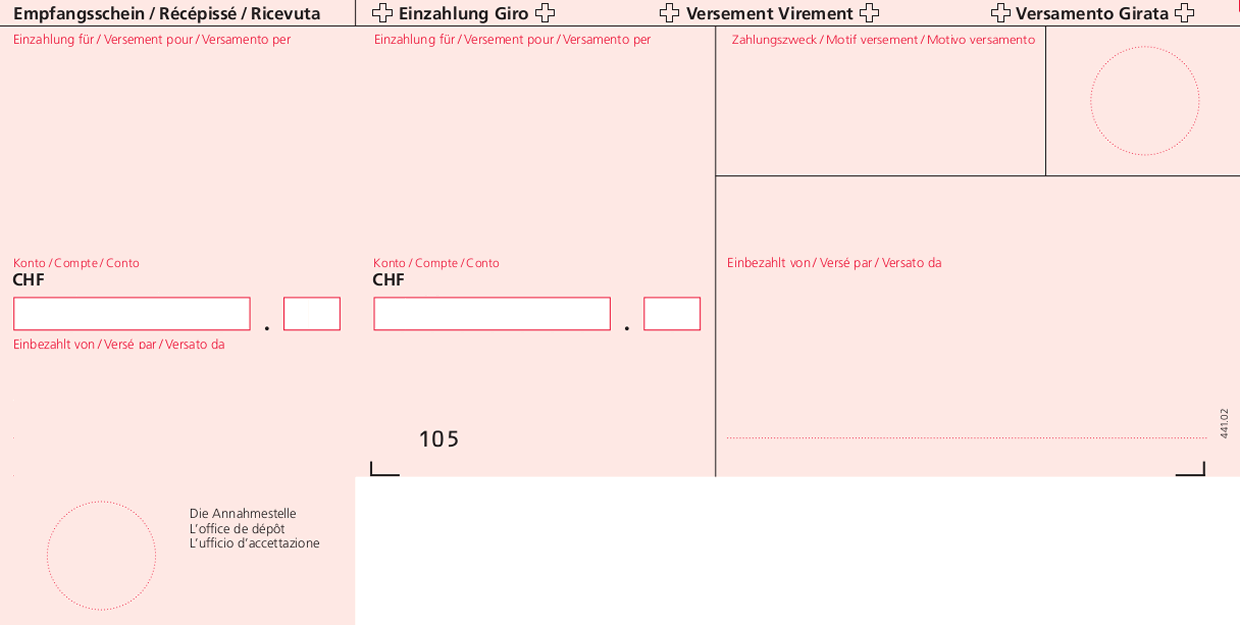 Empfangsschein / Récépissé / Ricevuta
Einzahlung für / Versement pour / Versamento per
Konto / Compte / Conto
CHF
.
Einbezahlt von / Versé par / Versato da
Die Annahmestelle
L’office de dépôt
L’ufficio d’accettazione
Einzahlung Giro
Versement Virement
Versamento Girata
Einzahlung für / Versement pour / Versamento per
Konto / Compte / Conto
CHF
.
105
Zahlungszweck / Motif versement / Motivo versamento
Einbezahlt von / Versé par / Versato da
441.02